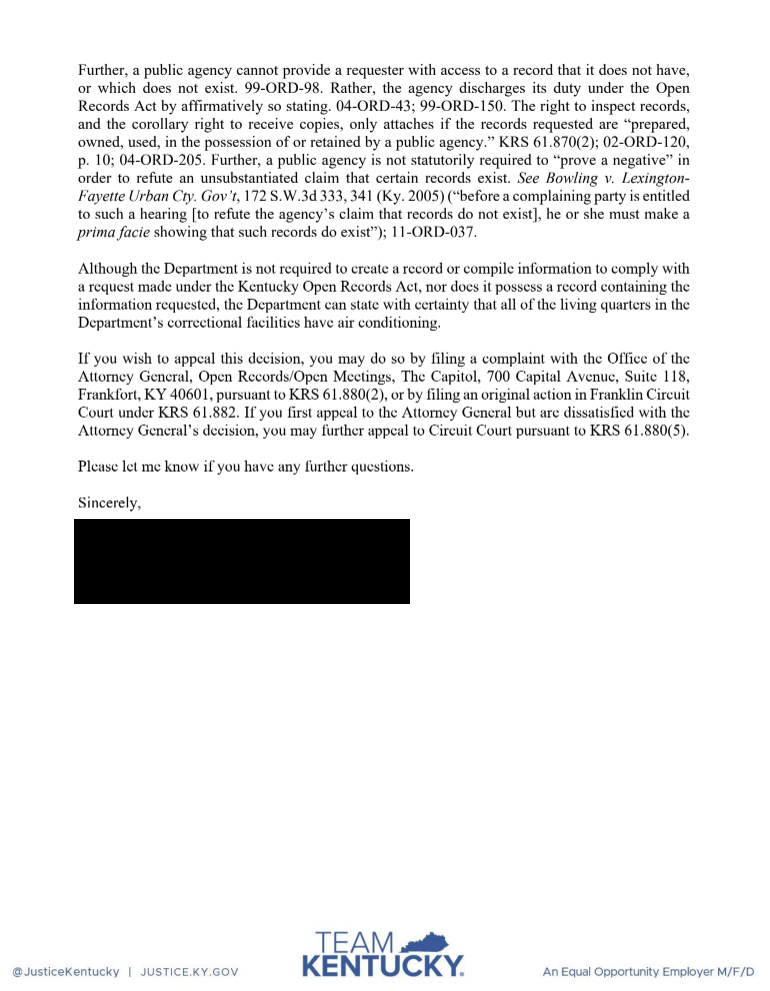 Further, a public agency cannot provide a requester with access to a record that it does not have,
or which does not exist. 99-ORD-98. Rather, the agency discharges its duty under the Open
Records Act by affirmatively so stating. 04-ORD-43; 99-ORD-150. The right to inspect records,
and the corollary right to receive copies, only attaches if the records requested are “prepared,
owned, used, in the possession of or retained by a public agency.” KRS 61.870(2); 02-ORD-120,
p. 10; 04-ORD-205. Further, a public agency is not statutorily required to “prove a negative” in
order to refute an unsubstantiated claim that certain records exist. See Bowling v. Lexington-
Fayette Urban Cty. Gov’t, 172 S.W.3d 333, 341 (Ky. 2005) (“before a complaining party is entitled
to such a hearing [to refute the agency’s claim that records do not exist], he or she must make a
prima facie showing that such records do exist”); 11-ORD-037.
Although the Department is not required to create a record or compile information to comply with
a request made under the Kentucky Open Records Act, nor does it possess a record containing the
information requested, the Department can state with certainty that all of the living quarters in the
Department’s correctional facilities have air conditioning.
If you wish to appeal this decision, you may do so by filing a complaint with the Office of the
Attorney General, Open Records/Open Meetings, The Capitol, 700 Capital Avenue, Suite 118,
Frankfort, KY 40601, pursuant to KRS 61.880(2), or by filing an original action in Franklin Circuit
Court under KRS 61.882. If you first appeal to the Attorney General but are dissatisfied with the
Attorney General’s decision, you may further appeal to Circuit Court pursuant to KRS 61.880(5).
Please let me know if you have any further questions.
Sincerely,
TEAM
KENTUCKY.
@JusticeKentucky | JUSTICE.KY.GOV
An Equal Opportunity Employer M/F/D